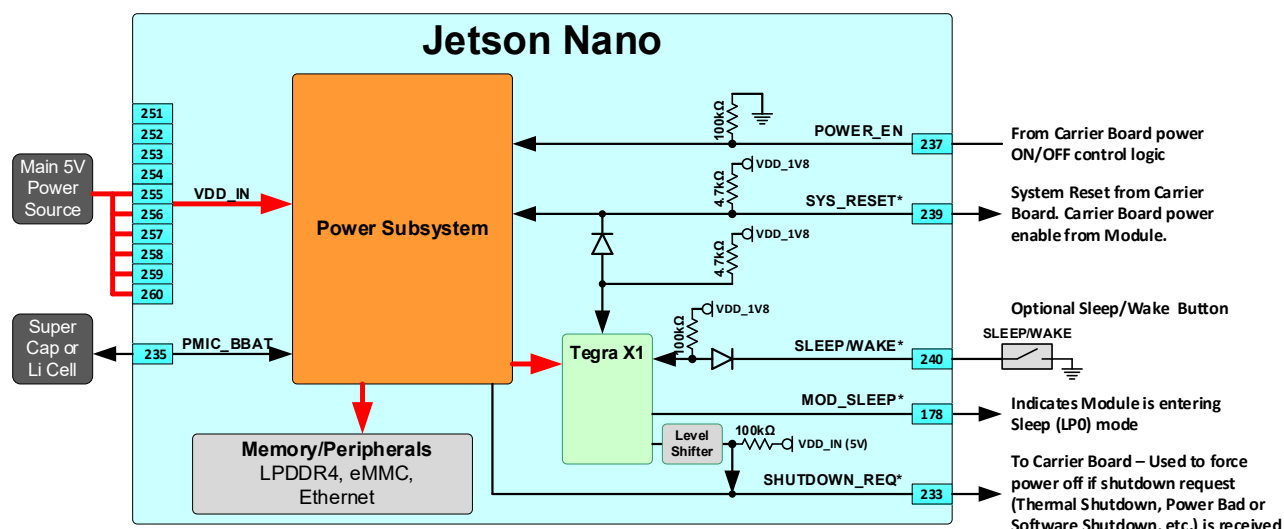 Jetson Nano
251
252
253
254
255
256
257
258
259
260
Main 5V
Power
Source
VDD_IN
Super
Cap or
Li Cell
235
PMIC_BBAT
Power Subsystem
Memory/Peripherals
LPDDR4, eMMC,
Ethernet
100kΩ
POWER_EN
237
From Carrier Board power
ON/OFF control logic
VDD_1V8
4.7kΩ
SYS_RESET*
239
System Reset from Carrier
Board. Carrier Board power
enable from Module.
VDD_1V8
4.7kΩ
Tegra X1
VDD_1V8
100kΩ
SLEEP/WAKE*
240
Optional Sleep/Wake Button
SLEEP/WAKE
MOD_SLEEP*
178
Indicates Module is entering
Sleep (LP0) mode
Level
Shifter
100kΩ
VDD_IN (5V)
SHUTDOWN_REQ*
233
To Carrier Board – Used to force
power off if shutdown request
(Thermal Shutdown, Power Bad or
Software Shutdown, etc.) is received